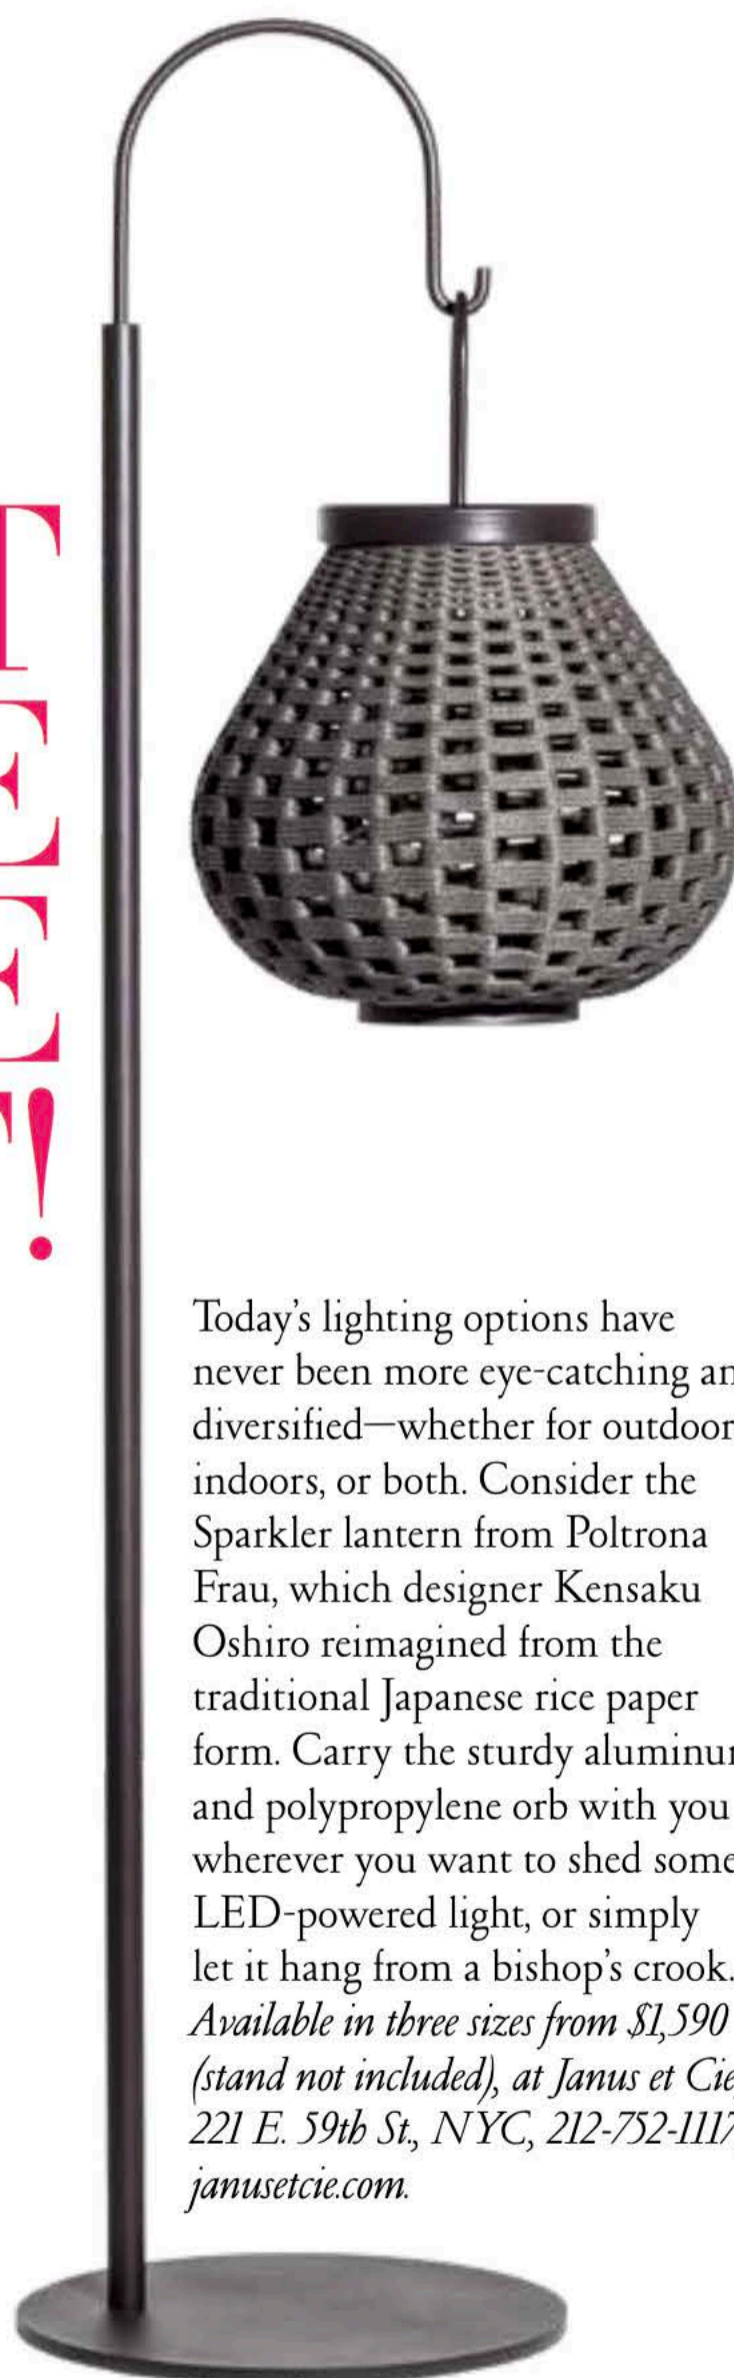 T
E
E
T!
Today’s lighting options have
never been more eye-catching an
diversified—whether for outdoor
indoors, or both. Consider the
Sparkler lantern from Poltrona
Frau, which designer Kensaku
Oshiro reimagined from the
traditional Japanese rice paper
form. Carry the sturdy aluminu
and polypropylene orb with you
wherever you want to shed some
LED-powered light, or simply
let it hang from a bishop’s crook.
Available in three sizes from $1,590
(stand not included), at Janus et Cie,
221 E. 59th St., NYC, 212-752-1117
janusetcie.com.